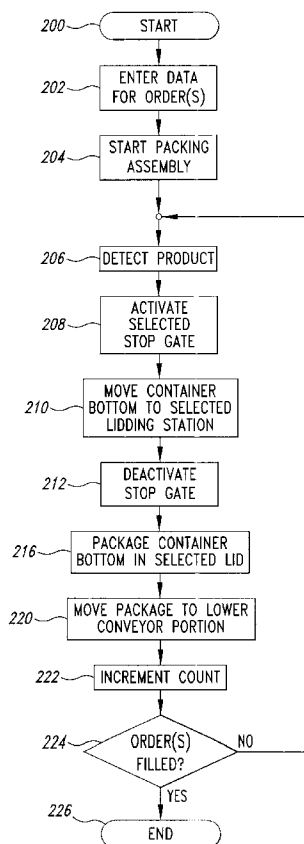 200
START
202
ENTER DATA
FOR ORDER(S)
204
START PACKING
ASSEMBLY
206
DETECT PRODUCT
208
ACTIVATE
SELECTED
STOP GATE
210
MOVE CONTAINER
BOTTOM TO SELECTED
LIDDING STATION
212
DEACTIVATE
STOP GATE
216
PACKAGE CONTAINER
BOTTOM IN SELECTED LID
220
MOVE PACKAGE TO LOWER
CONVEYOR PORTION
222
INCREMENT COUNT
224
ORDER(S)
FILLED?
NO
YES
226
END